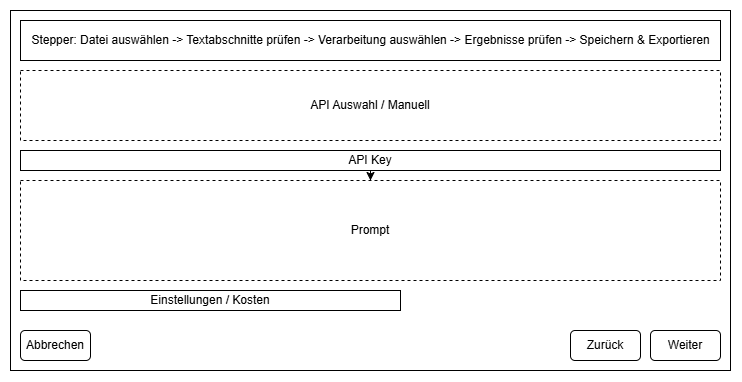 Stepper: Datei auswählen -> Textabschnitte prüfen -> Verarbeitung auswählen -> Ergebnisse prüfen -> Speichern & Exportieren
API Auswahl / Manuell
API Key
Prompt
Einstellungen / Kosten
Abbrechen
Zurück
Weiter